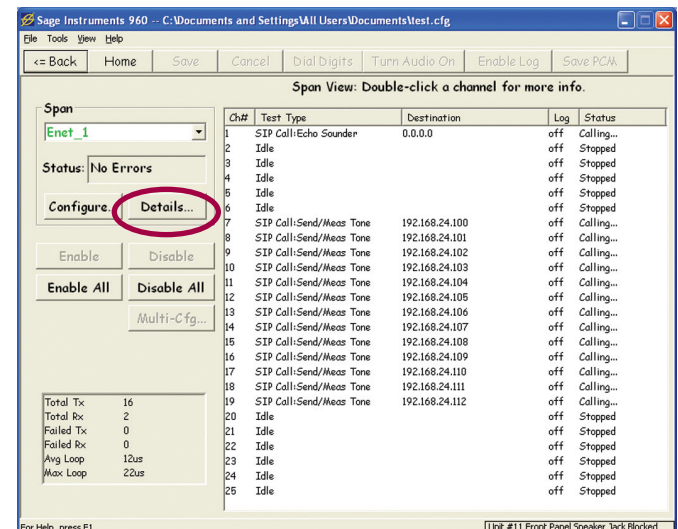 Sage Instruments 960 -- C:\Documents and Settings\All Users\Documents\test.cfg
File Tools View Help
<= Back Home Save Cancel Dial Digits Turn Audio On Enable Log Save PCM
Span View: Double-click a channel for more info.
Span
Enet_1
Status: No Errors
Configure. Details...
Enable Disable
Enable All Disable All
Multi-Cfg...
Total Tx 16
Total Rx 2
Failed Tx 0
Failed Rx 0
Avg Loop 12us
Max Loop 22us
Ch# Test Type Destination Log Status
1 SIP Call:Echo Sounder 0.0.0.0 off Calling...
2 Idle off Stopped
3 Idle off Stopped
4 Idle off Stopped
5 Idle off Stopped
6 Idle off Stopped
7 SIP Call:Send/Meas Tone 192.168.24.100 off Calling...
8 SIP Call:Send/Meas Tone 192.168.24.101 off Calling...
9 SIP Call:Send/Meas Tone 192.168.24.102 off Calling...
10 SIP Call:Send/Meas Tone 192.168.24.103 off Calling...
11 SIP Call:Send/Meas Tone 192.168.24.104 off Calling...
12 SIP Call:Send/Meas Tone 192.168.24.105 off Calling...
13 SIP Call:Send/Meas Tone 192.168.24.106 off Calling...
14 SIP Call:Send/Meas Tone 192.168.24.107 off Calling...
15 SIP Call:Send/Meas Tone 192.168.24.108 off Calling...
16 SIP Call:Send/Meas Tone 192.168.24.109 off Calling...
17 SIP Call:Send/Meas Tone 192.168.24.110 off Calling...
18 SIP Call:Send/Meas Tone 192.168.24.111 off Calling...
19 SIP Call:Send/Meas Tone 192.168.24.112 off Calling...
20 Idle off Stopped
21 Idle off Stopped
22 Idle off Stopped
23 Idle off Stopped
24 Idle off Stopped
25 Idle off Stopped
For Help, press F1 Unit #11 Front Panel Speaker Jack Blocked